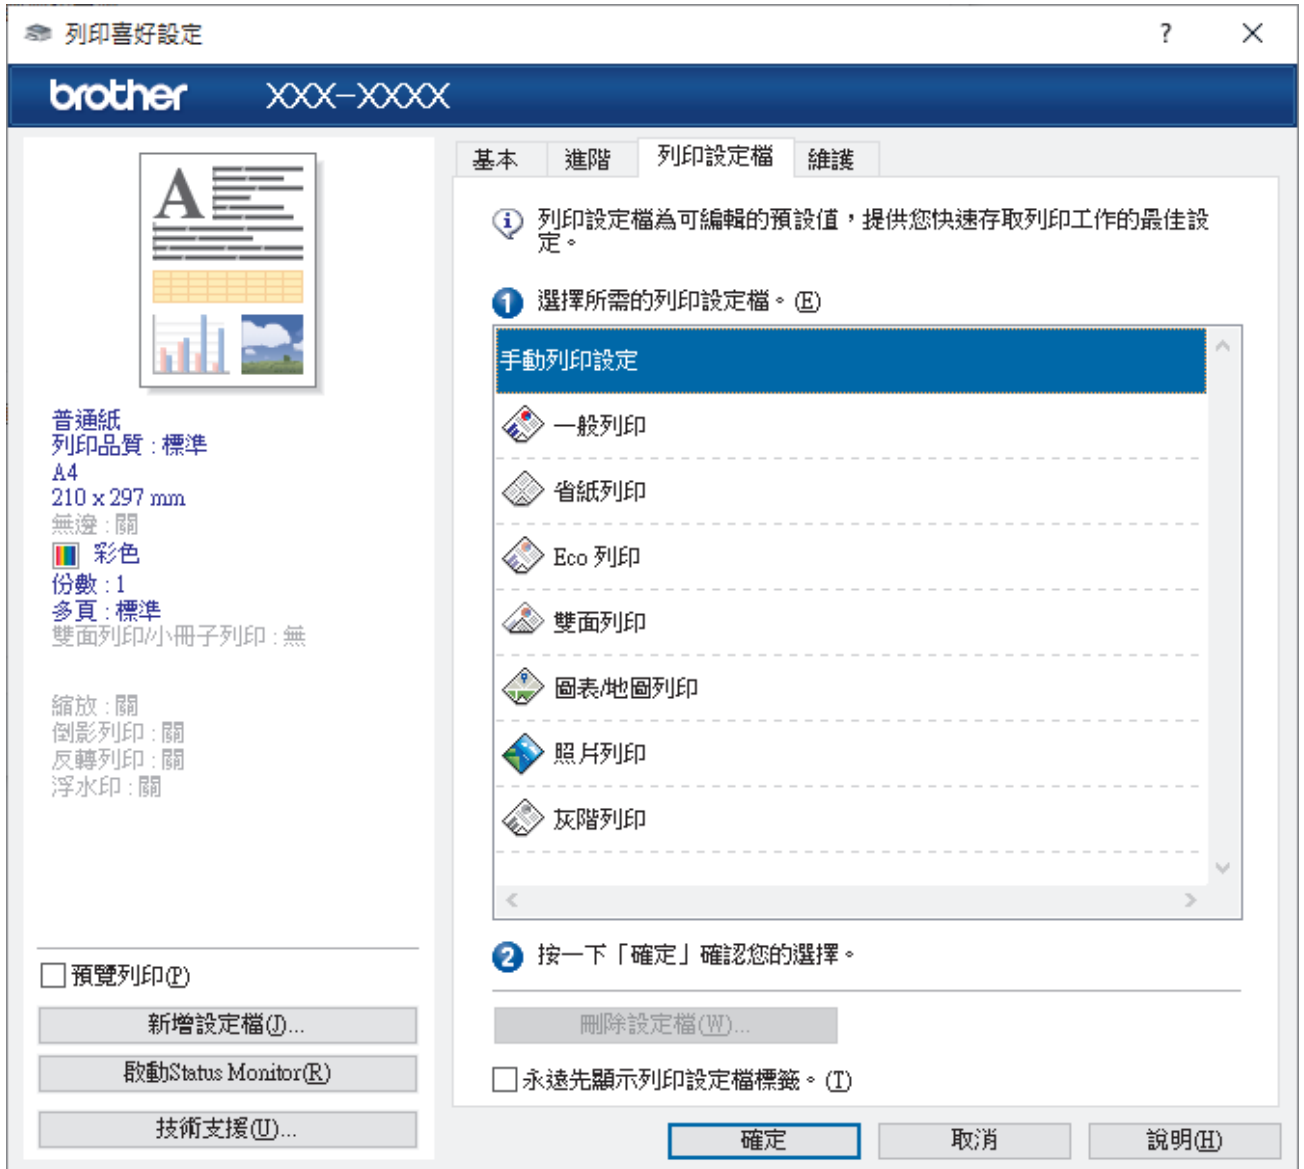 列印喜好設定
?
brother XXX-XXXX
A
普通紙
列印品質 : 標準
A4
210 x 297 mm
無邊 : 關
彩色
份數 : 1
多頁 : 標準
雙面列印/小冊子列印 : 無
縮放 : 關
倒影列印 : 關
反轉列印 : 關
浮水印 : 關
預覽列印(P)
新增設定檔(J)...
啟動Status Monitor(R)
技術支援(U)...
基本 進階 列印設定檔 維護
列印設定檔為可編輯的預設值，提供您快速存取列印工作的最佳設
定。
1 選擇所需的列印設定檔。(E)
手動列印設定
一般列印
省紙列印
Eco 列印
雙面列印
圖表/地圖列印
照片列印
灰階列印
2 按一下「確定」確認您的選擇。
刪除設定檔(W)...
永遠先顯示列印設定檔標籤。(T)
確定 取消 說明(H)